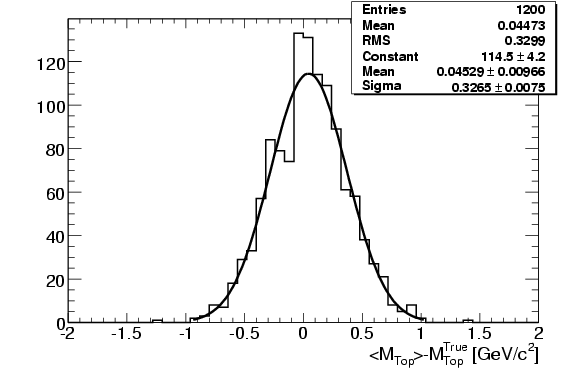 Entries 1200
Mean 0.04473
RMS 0.3299
Constant 114.5 ± 4.2
Mean 0.04529 ± 0.00966
Sigma 0.3265 ± 0.0075
120
100
80
60
40
20
0
-2 -1.5 -1 -0.5 0 0.5 1 1.5 2
<M_Top>-M_Top^True [GeV/c^2]